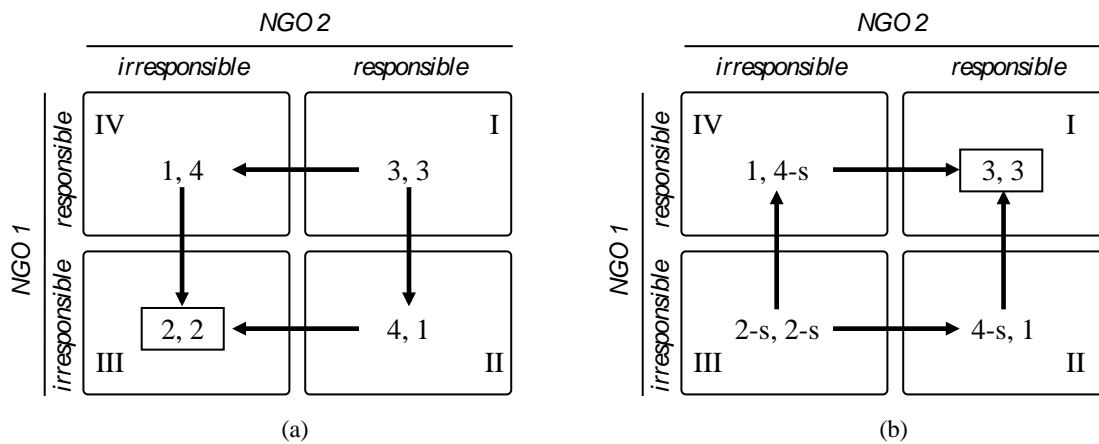 NGO 2
irresponsible responsible
NGO 1
responsible
irresponsible
IV
I
1, 4
3, 3
2, 2
4, 1
III
II
(a)
NGO 2
irresponsible responsible
NGO 1
responsible
irresponsible
IV
I
1, 4-s
3, 3
2-s, 2-s
4-s, 1
III
II
(b)